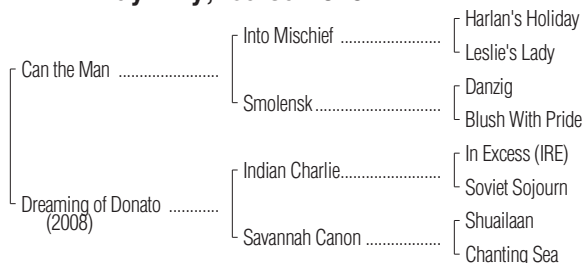 Harlan's Holiday
Into Mischief ........................
Leslie's Lady
Can the Man ........................
Danzig
Smolensk..............................
Blush With Pride
In Excess (IRE)
Indian Charlie........................
Soviet Sojourn
Dreaming of Donato ............
(2008)
Shuailaan
Savannah Canon ..................
Chanting Sea